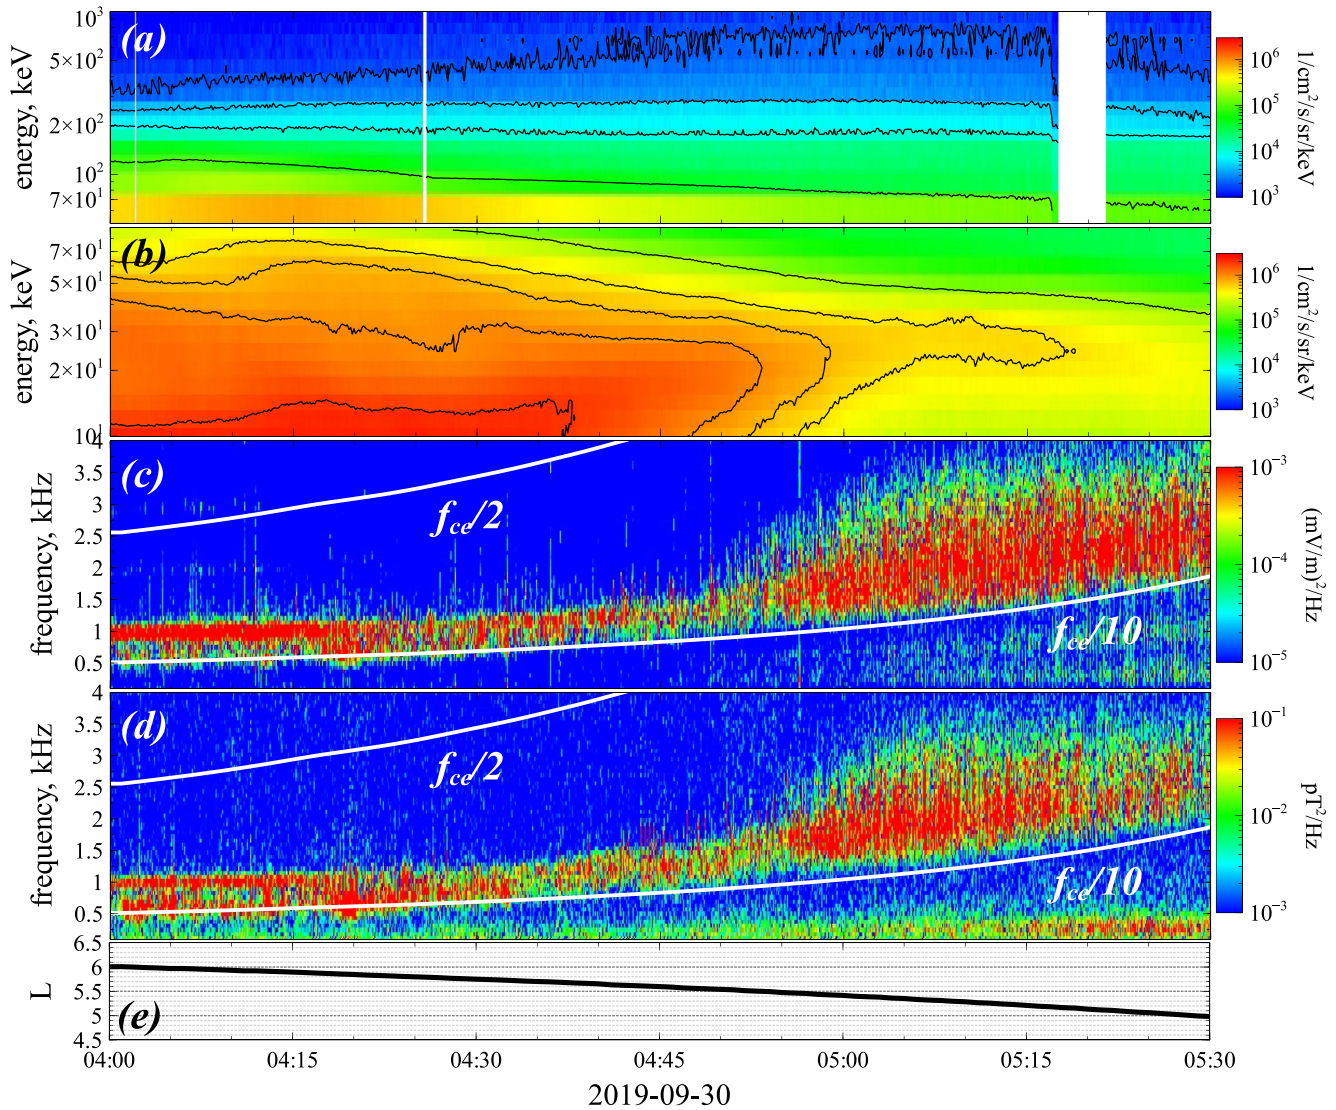 (a)
energy, keV
10³
5×10²
2×10²
10²
7×10¹
10⁶
10⁵
10⁴
10³
1/cm²/s/sr/keV
(b)
energy, keV
7×10¹
5×10¹
3×10¹
2×10¹
10¹
10⁶
10⁵
10⁴
10³
1/cm²/s/sr/keV
(c)
frequency, kHz
4
3.5
3
2.5
2
1.5
1
0.5
f_ce/2
f_ce/10
10⁻³
10⁻⁴
10⁻⁵
(mV/m)²/Hz
(d)
frequency, kHz
4
3.5
3
2.5
2
1.5
1
0.5
f_ce/2
f_ce/10
10⁻¹
10⁻²
10⁻³
pT²/Hz
(e)
L
6.5
6
5.5
5
4.5
04:00 04:15 04:30 04:45 05:00 05:15 05:30
2019-09-30